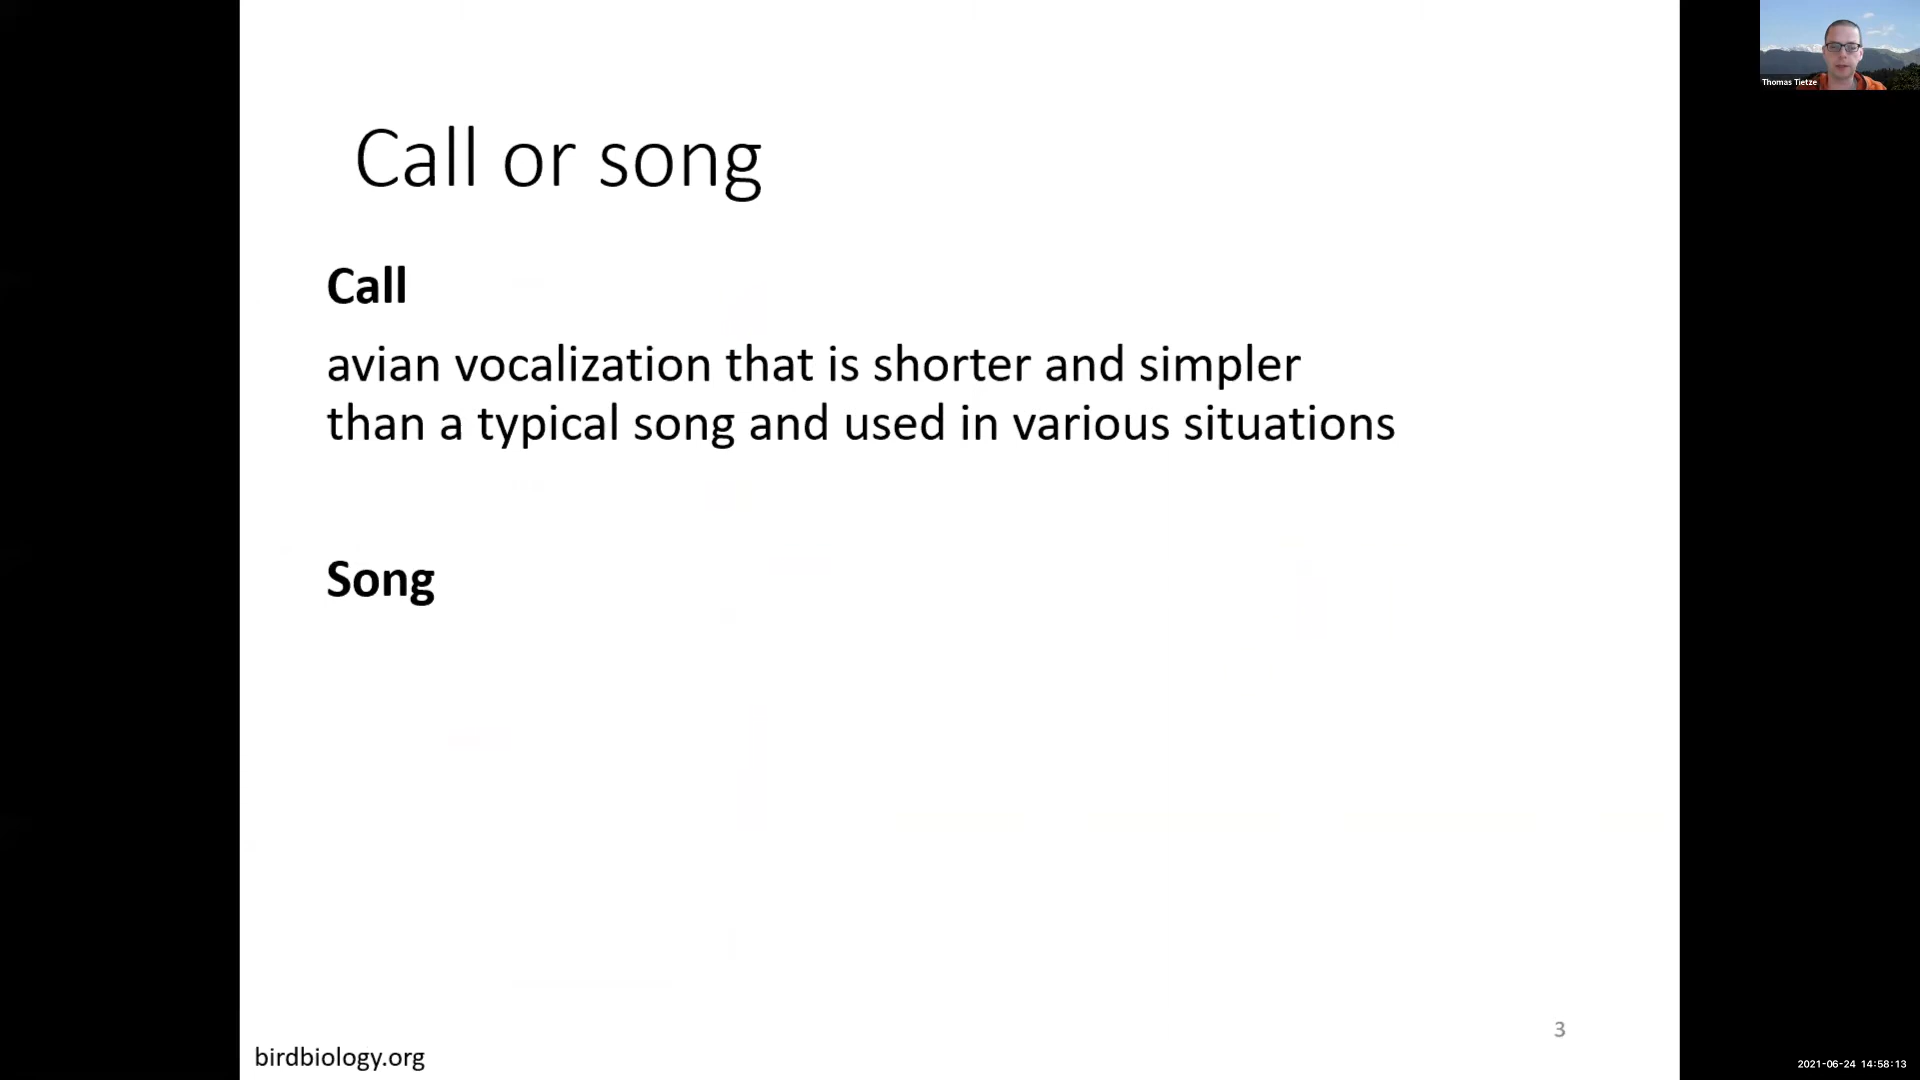 Thomas Tietze
Call or song
Call
avian vocalization that is shorter and simpler
than a typical song and used in various situations
Song
3
birdbiology.org
2021-06-24 14:58:13